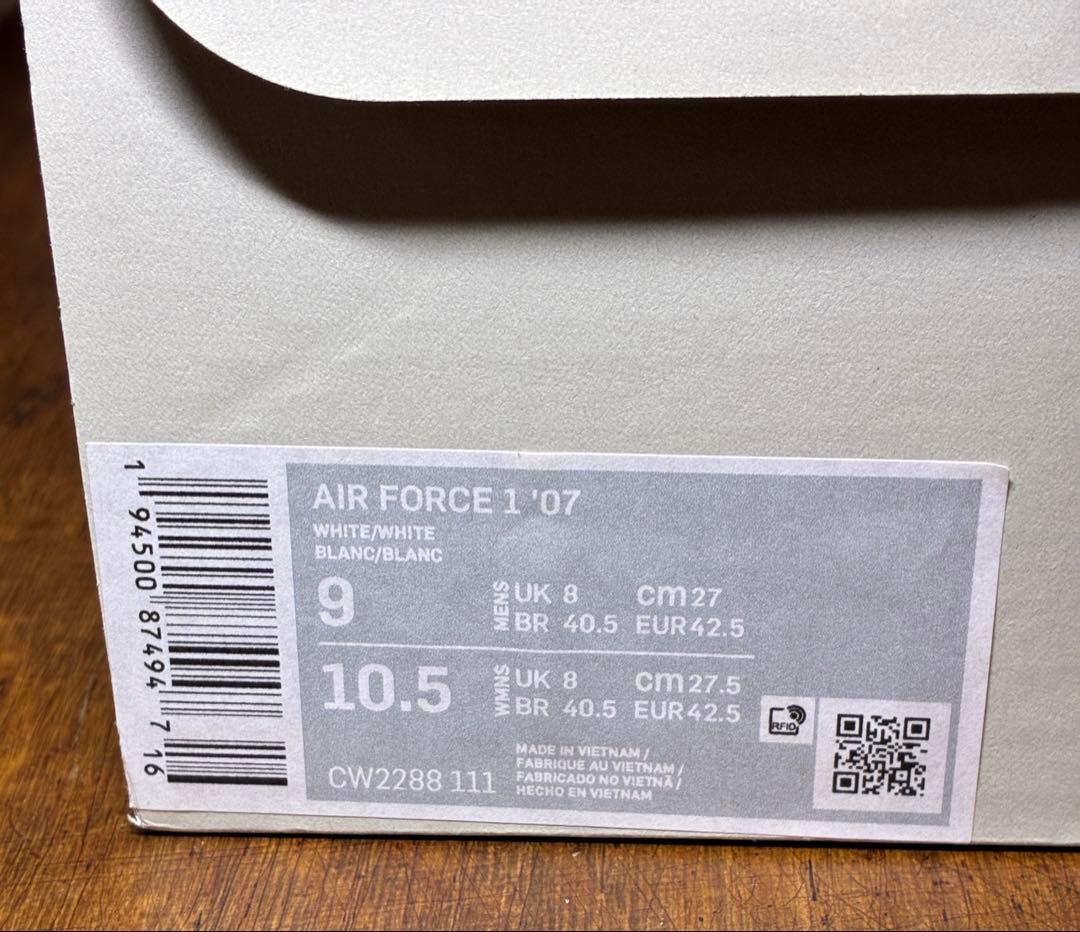 1 94500 87494 7 16
AIR FORCE 1 '07
WHITE/WHITE
BLANC/BLANC
9
MENS
UK 8 cm 27
BR 40.5 EUR 42.5
10.5
WMNS
UK 8 cm 27.5
BR 40.5 EUR 42.5
RFID
CW2288 111
MADE IN VIETNAM /
FABRIQUE AU VIETNAM /
FABRICADO NO VIETNÃ /
HECHO EN VIETNAM